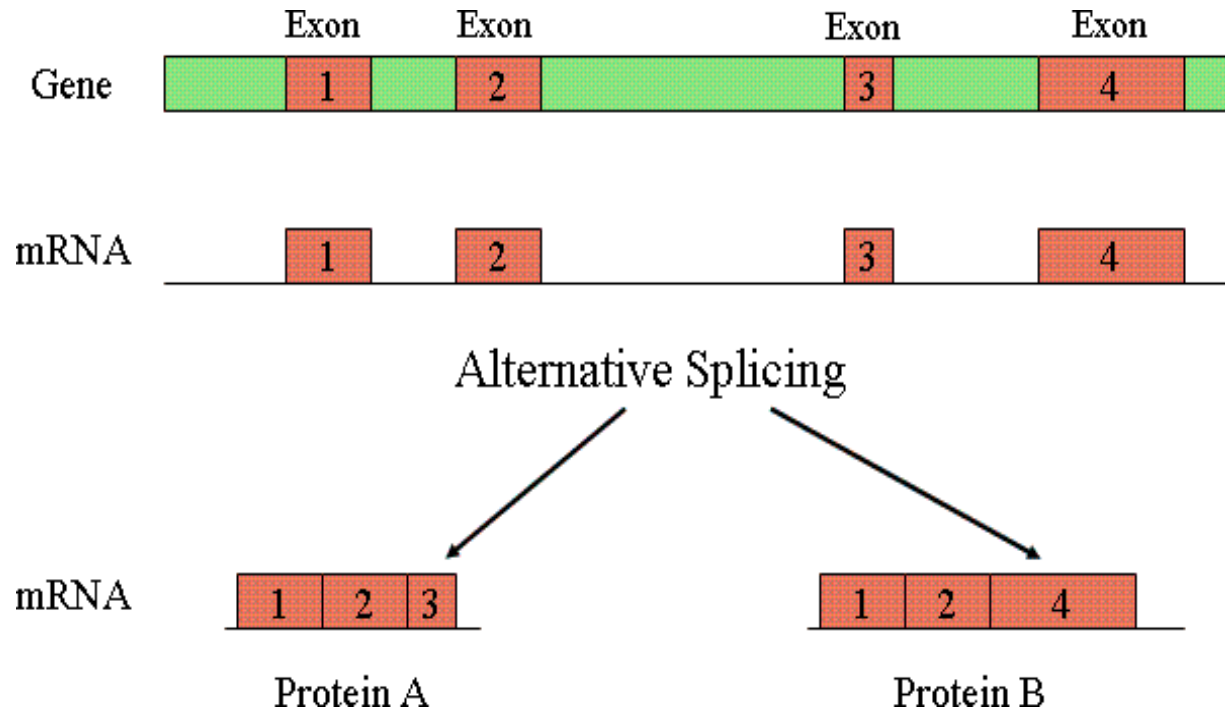 Exon Exon Exon Exon
Gene 1 2 3 4
mRNA 1 2 3 4
Alternative Splicing
mRNA 1 2 3 1 2 4
Protein A Protein B